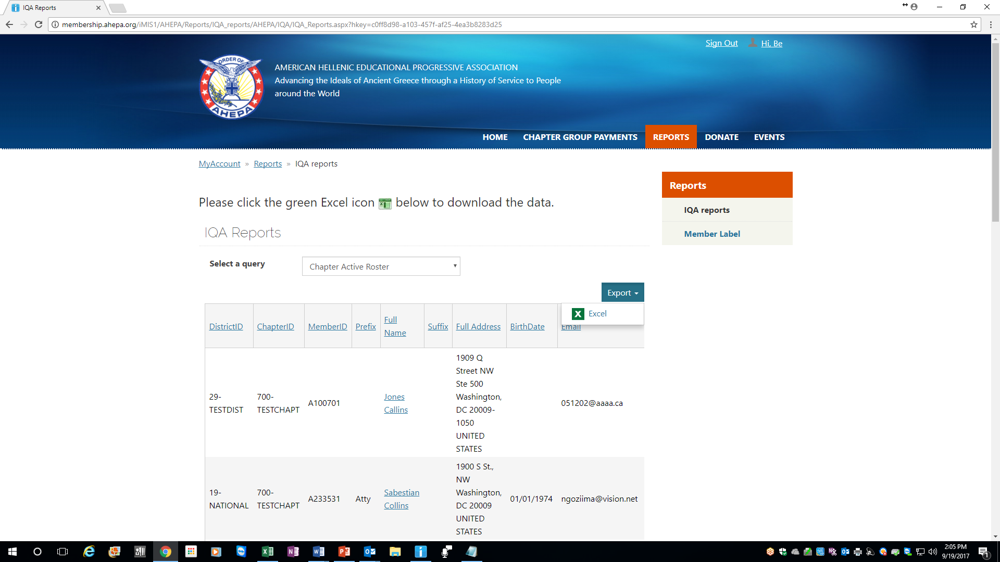 IQA Reports
membership.ahepa.org/iMIS1/AHEPA/Reports/IQA_reports/AHEPA/IQA/IQA_Reports.aspx?hkey=c0ff8d98-a103-457f-af25-4ea3b8283d25
Sign Out
Hi, Be
ORDER OF
AHEPA
AMERICAN HELLENIC EDUCATIONAL PROGRESSIVE ASSOCIATION
Advancing the Ideals of Ancient Greece through a History of Service to People
around the World
HOME
CHAPTER GROUP PAYMENTS
REPORTS
DONATE
EVENTS
MyAccount » Reports » IQA reports
Please click the green Excel icon below to download the data.
Reports
IQA reports
Member Label
IQA Reports
Select a query
Chapter Active Roster
Export
Excel
DistrictID
ChapterID
MemberID
Prefix
Full
Name
Suffix
Full Address
BirthDate
Email
29-
TESTDIST
700-
TESTCHAPT
A100701
Jones
Callins
1909 Q
Street NW
Ste 500
Washington,
DC 20009-
1050
UNITED
STATES
051202@aaaa.ca
19-
NATIONAL
700-
TESTCHAPT
A233531
Atty
Sabestian
Collins
1900 S St.,
NW
Washington,
DC 20009
UNITED
STATES
01/01/1974
ngoziima@vision.net
2:05 PM
9/19/2017
1